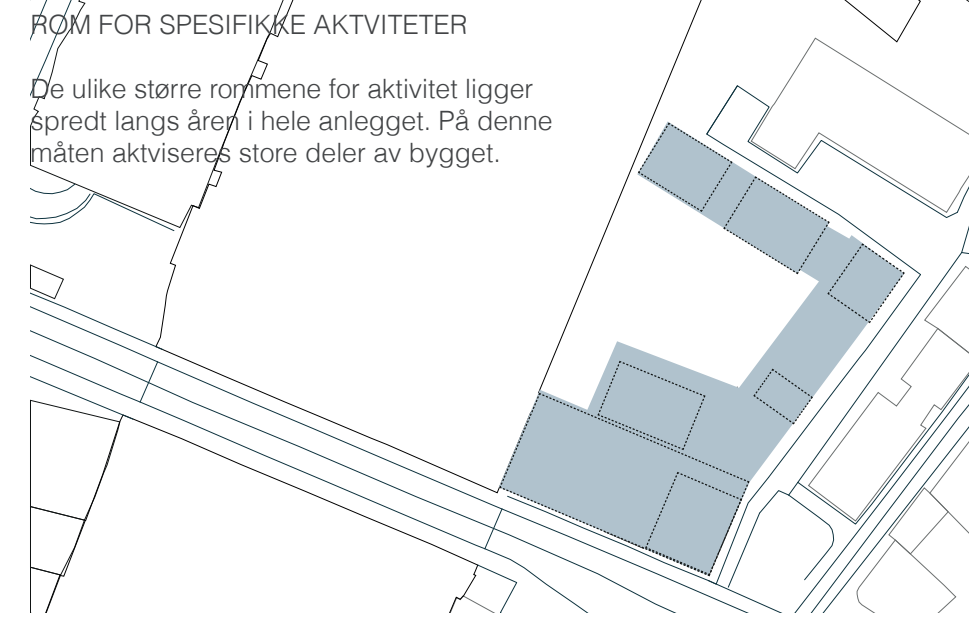 ROM FOR SPESIFIKKE AKTVITETER
De ulike større rommene for aktivitet ligger
spredt langs åren i hele anlegget. På denne
måten aktviseres store deler av bygget.